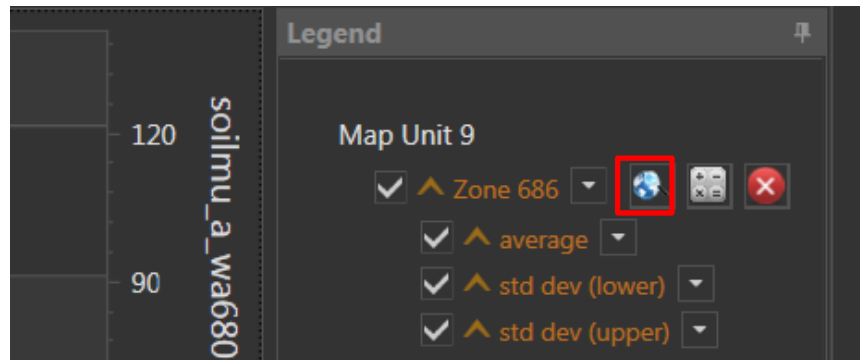 Legend
120
soilmu_a_wa680
Map Unit 9
Zone 686
average
90
std dev (lower)
std dev (upper)